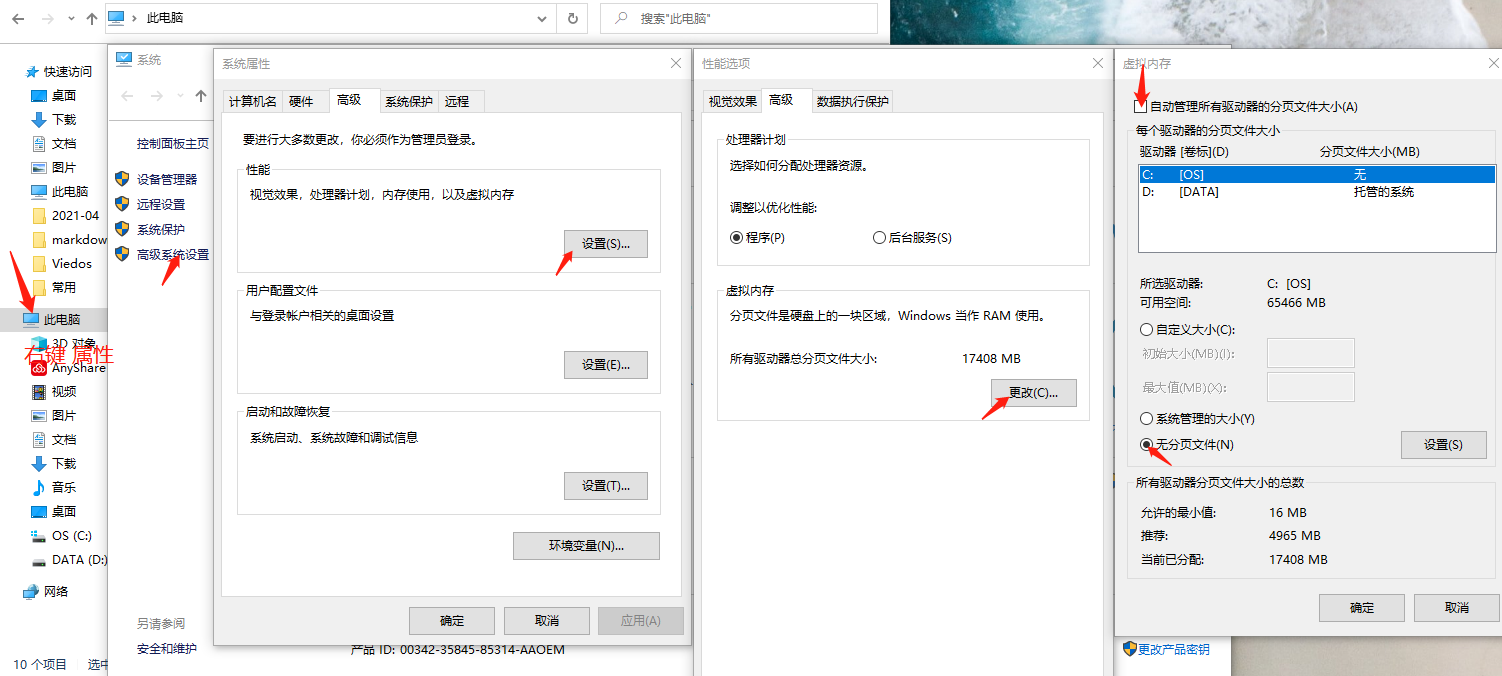 此电脑
搜索"此电脑"
快速访问
桌面
下载
文档
图片
此电脑
2021-04
markdow
Viedos
常用
此电脑
3D 对象
右键 属性
AnyShare
视频
图片
文档
下载
音乐
桌面
OS (C:)
DATA (D:)
网络
10 个项目
选中
系统
控制面板主页
设备管理器
远程设置
系统保护
高级系统设置
另请参阅
安全和维护
系统属性
计算机名 硬件 高级 系统保护 远程
要进行大多数更改，你必须作为管理员登录。
性能
视觉效果，处理器计划，内存使用，以及虚拟内存
设置(S)...
用户配置文件
与登录帐户相关的桌面设置
设置(E)...
启动和故障恢复
系统启动、系统故障和调试信息
设置(T)...
环境变量(N)...
确定 取消 应用(A)
产品 ID: 00342-35845-85314-AAOEM
性能选项
视觉效果 高级 数据执行保护
处理器计划
选择如何分配处理器资源。
调整以优化性能:
程序(P) 后台服务(S)
虚拟内存
分页文件是硬盘上的一块区域，Windows 当作 RAM 使用。
所有驱动器总分页文件大小: 17408 MB
更改(C)...
虚拟内存
自动管理所有驱动器的分页文件大小(A)
每个驱动器的分页文件大小
驱动器 [卷标](D) 分页文件大小(MB)
C: [OS] 无
D: [DATA] 托管的系统
所选驱动器: C: [OS]
可用空间: 65466 MB
自定义大小(C):
初始大小(MB)(I):
最大值(MB)(X):
系统管理的大小(Y)
无分页文件(N) 设置(S)
所有驱动器分页文件大小的总数
允许的最小值: 16 MB
推荐: 4965 MB
当前已分配: 17408 MB
确定 取消
更改产品密钥